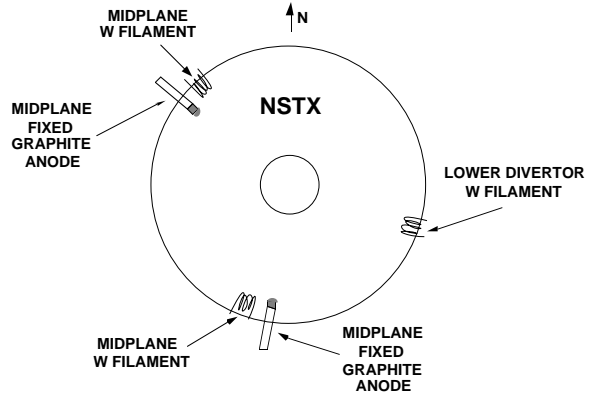 MIDPLANE
W FILAMENT
N
NSTX
MIDPLANE
FIXED
GRAPHITE
ANODE
LOWER DIVERTOR
W FILAMENT
MIDPLANE
W FILAMENT
MIDPLANE
FIXED
GRAPHITE
ANODE